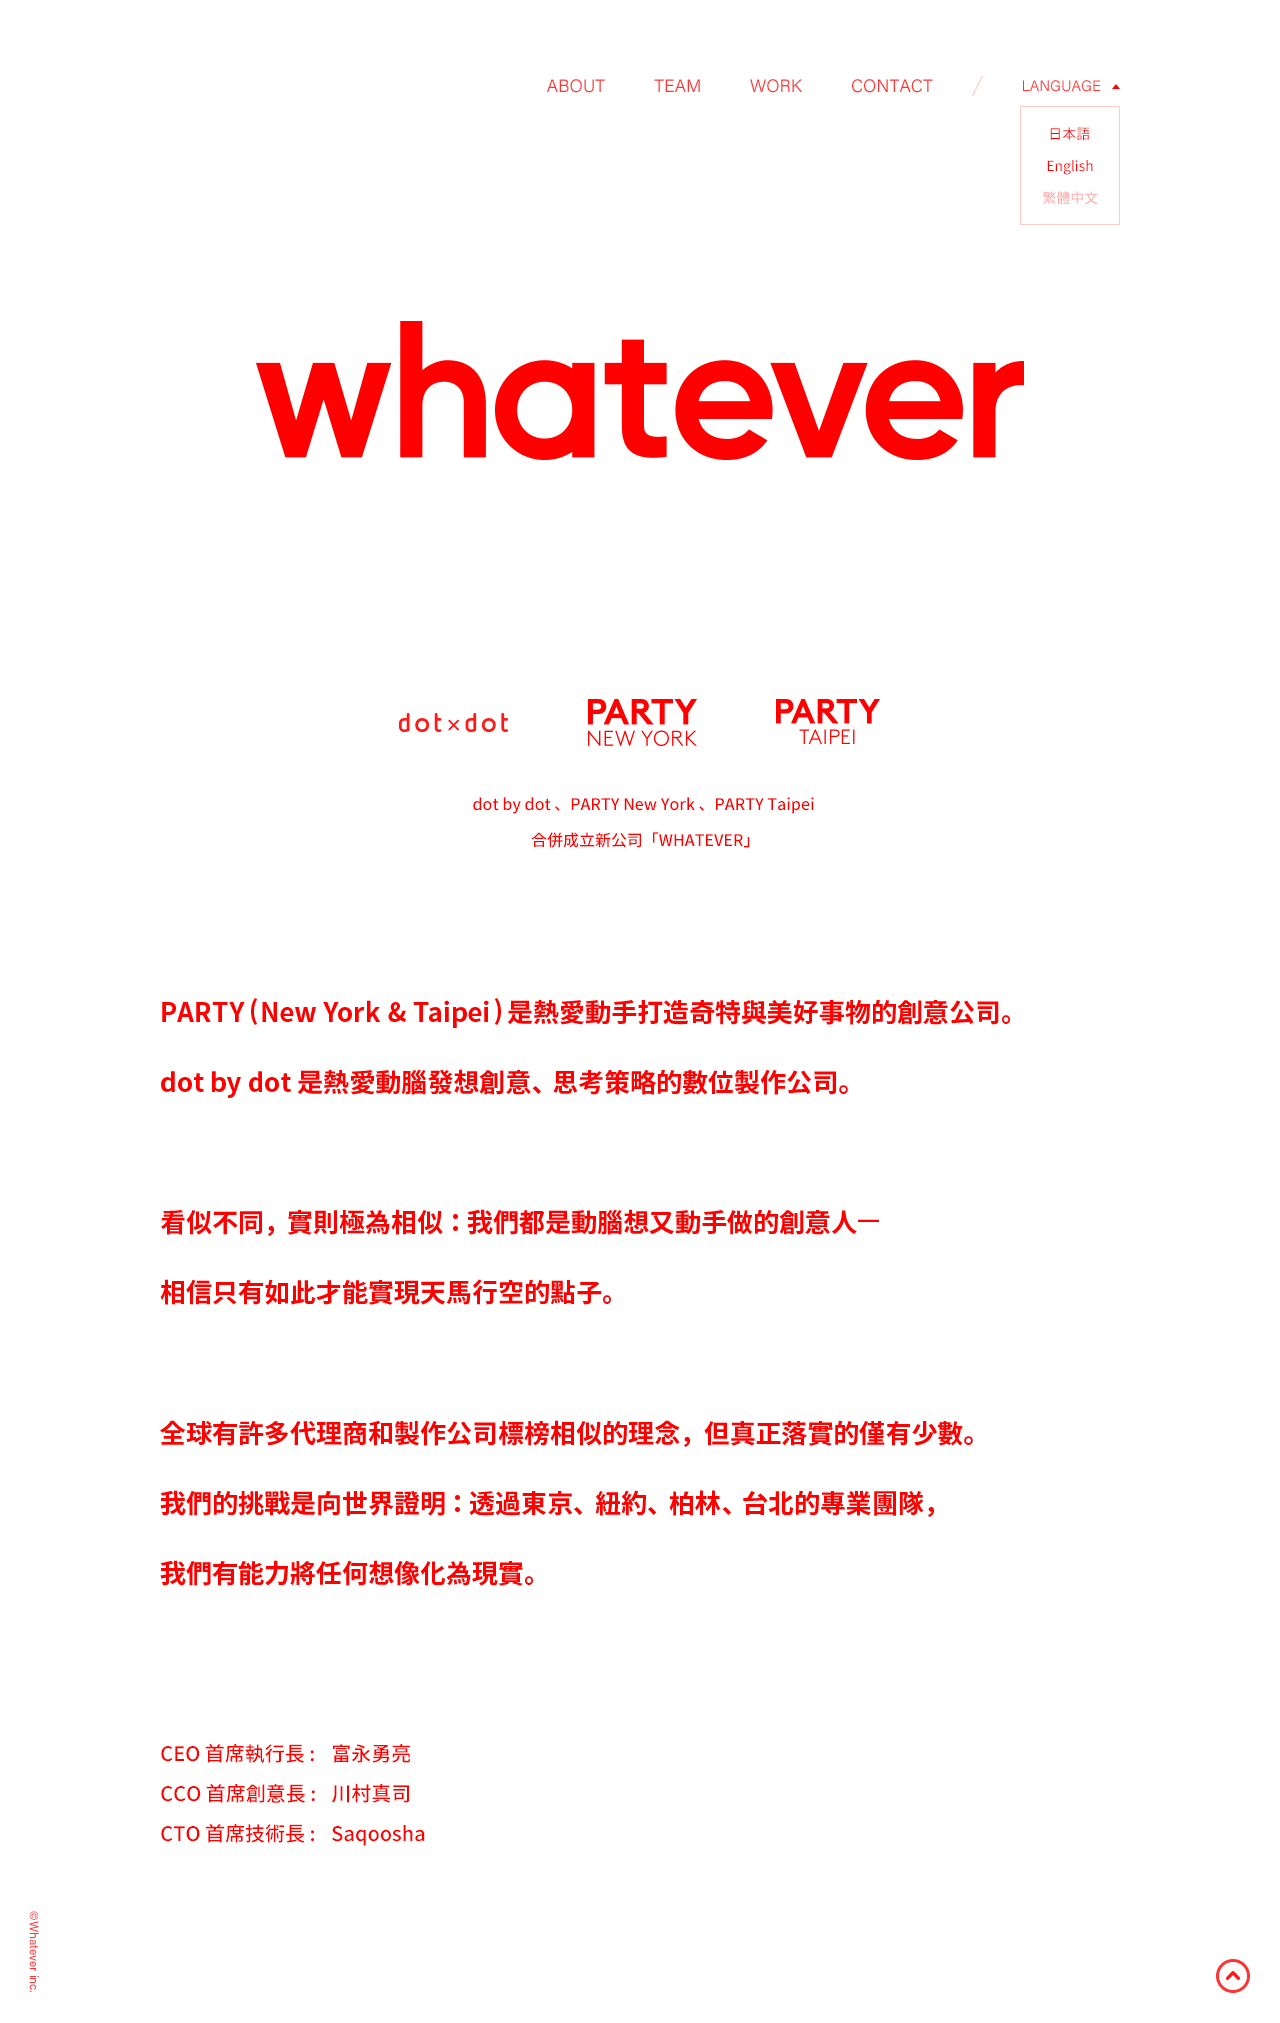 ABOUT TEAM WORK CONTACT / LANGUAGE
日本語
English
繁體中文
whatever
dot×dot
PARTY
NEW YORK
PARTY
TAIPEI
dot by dot 、PARTY New York 、PARTY Taipei
合併成立新公司「WHATEVER」
PARTY（New York & Taipei）是熱愛動手打造奇特與美好事物的創意公司。
dot by dot 是熱愛動腦發想創意、思考策略的數位製作公司。
看似不同，實則極為相似：我們都是動腦想又動手做的創意人—
相信只有如此才能實現天馬行空的點子。
全球有許多代理商和製作公司標榜相似的理念，但真正落實的僅有少數。
我們的挑戰是向世界證明：透過東京、紐約、柏林、台北的專業團隊，
我們有能力將任何想像化為現實。
CEO 首席執行長： 富永勇亮
CCO 首席創意長： 川村真司
CTO 首席技術長： Saqoosha
©Whatever inc.